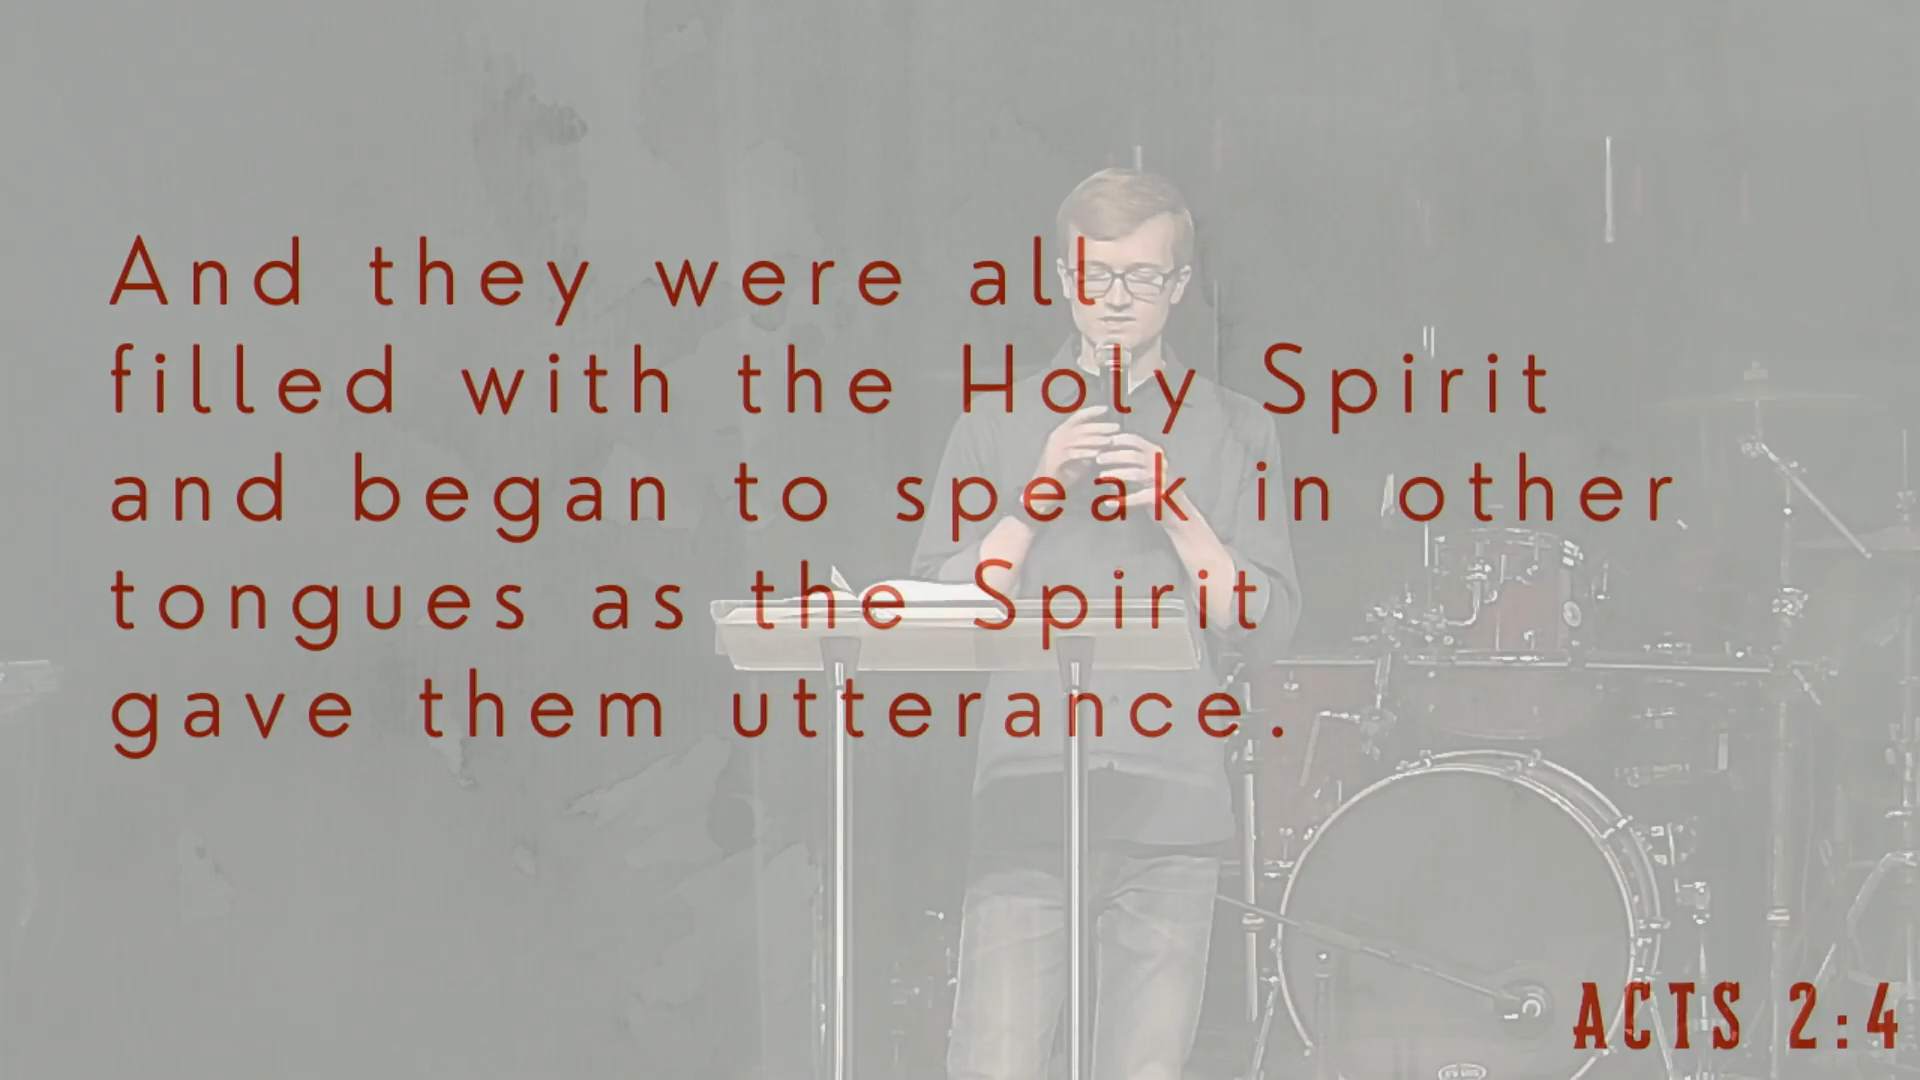 And they were all
filled with the Holy Spirit
and began to speak in other
tongues as the Spirit
gave them utterance.
ACTS 2:4